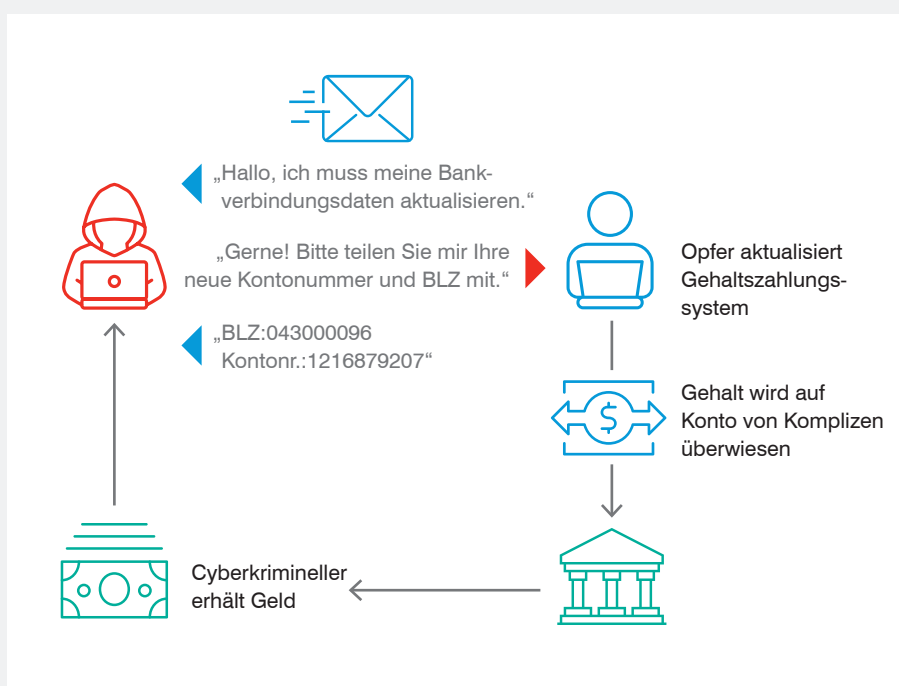 „Hallo, ich muss meine Bank-
verbindungsdaten aktualisieren.“
„Gerne! Bitte teilen Sie mir Ihre
neue Kontonummer und BLZ mit.“
„BLZ:043000096
Kontonr.:1216879207“
Opfer aktualisiert
Gehaltszahlungs-
system
$
Gehalt wird auf
Konto von Komplizen
überwiesen
Cyberkrimineller
erhält Geld